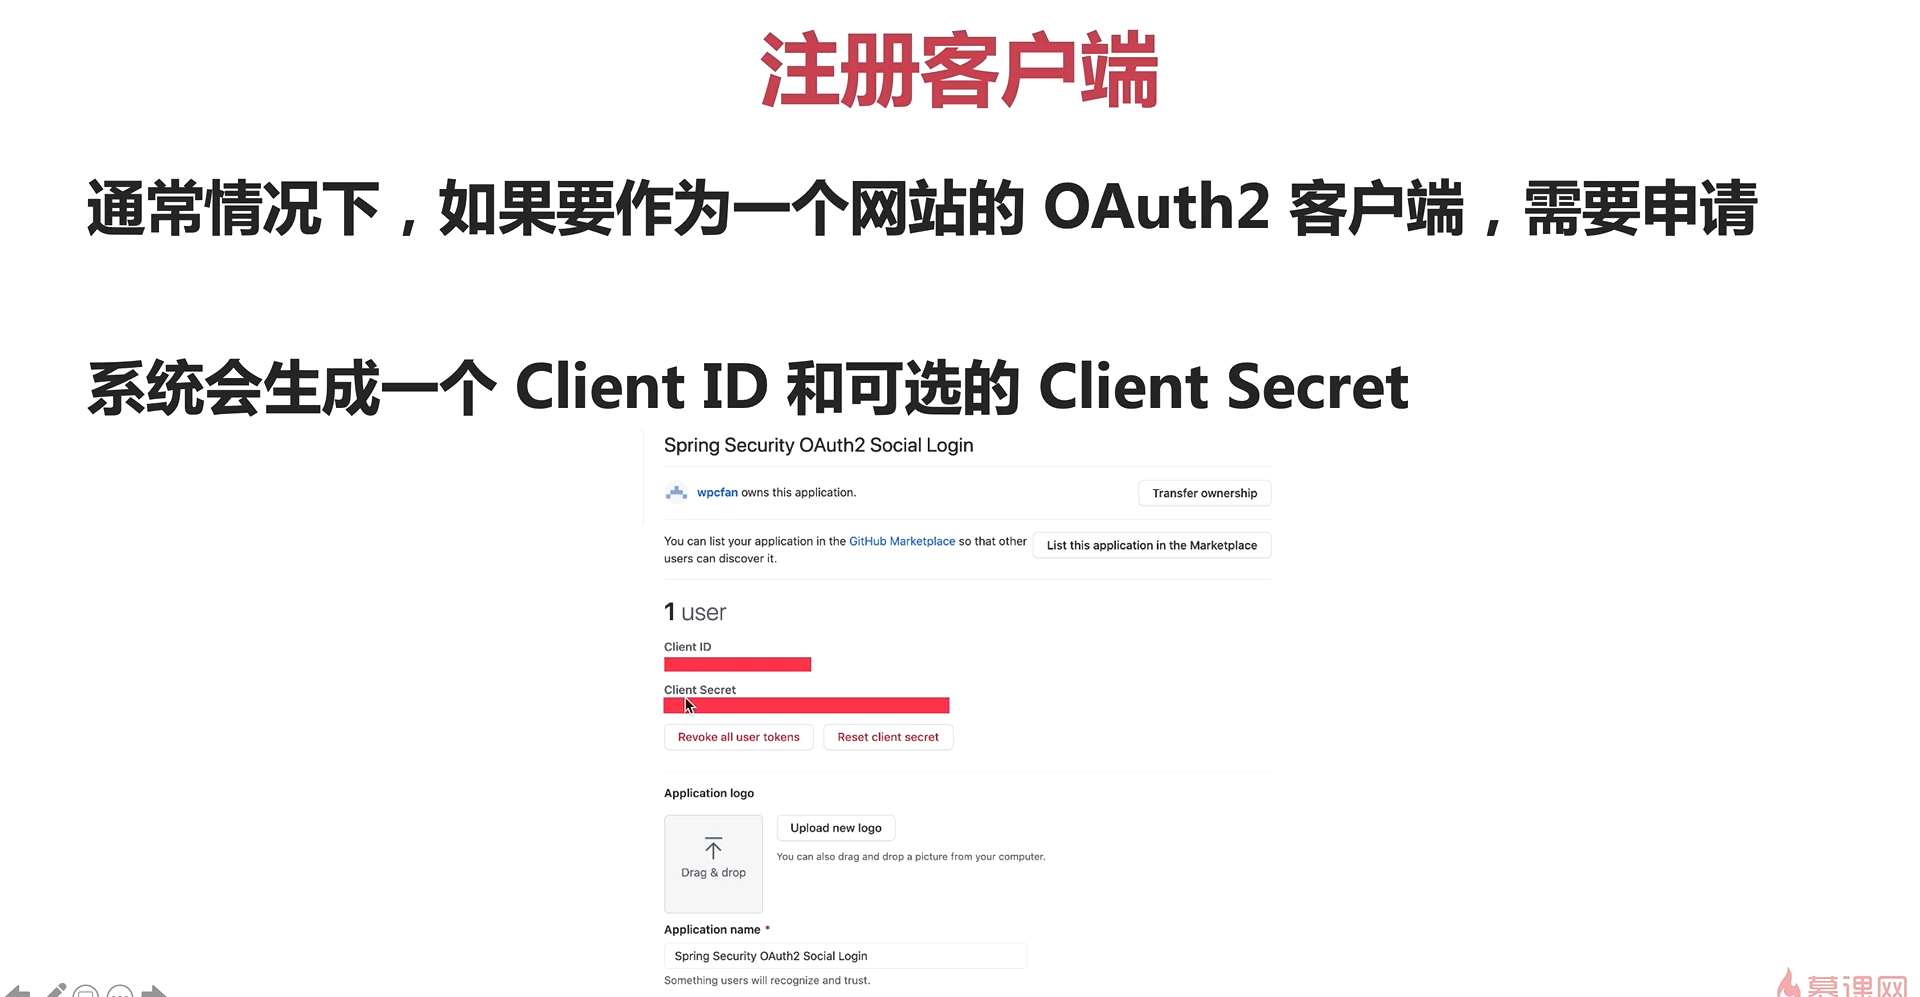 注册客户端
通常情况下，如果要作为一个网站的 OAuth2 客户端，需要申请
系统会生成一个 Client ID 和可选的 Client Secret
Spring Security OAuth2 Social Login
wpcfan owns this application.
Transfer ownership
You can list your application in the GitHub Marketplace so that other
users can discover it.
List this application in the Marketplace
1 user
Client ID
Client Secret
Revoke all user tokens
Reset client secret
Application logo
Upload new logo
You can also drag and drop a picture from your computer.
Drag & drop
Application name *
Spring Security OAuth2 Social Login
Something users will recognize and trust.
慕课网